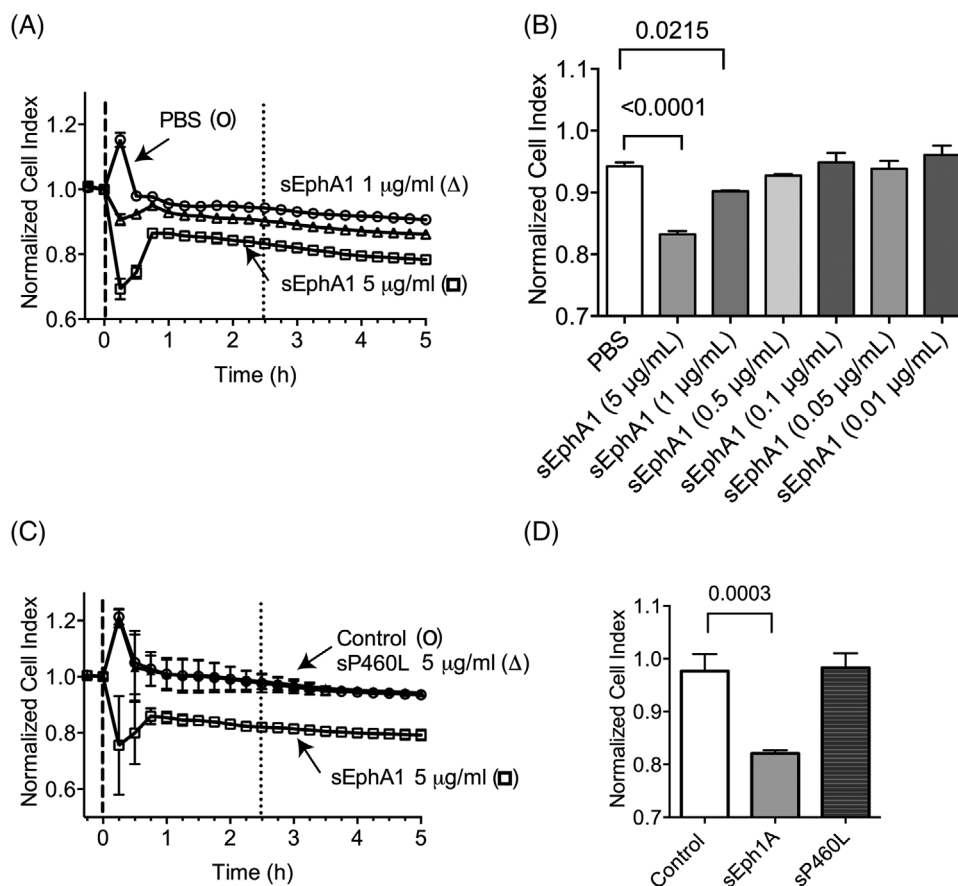 (A)
Normalized Cell Index
1.2
1.0
0.8
0.6
PBS (O)
sEphA1 1 μg/ml (Δ)
sEphA1 5 μg/ml (□)
0 1 2 3 4 5
Time (h)
(B)
Normalized Cell Index
1.1
1.0
0.9
0.8
0.7
0.0215
<0.0001
PBS
sEphA1 (5 μg/mL)
sEphA1 (1 μg/mL)
sEphA1 (0.5 μg/mL)
sEphA1 (0.1 μg/mL)
sEphA1 (0.05 μg/mL)
sEphA1 (0.01 μg/mL)
(C)
Normalized Cell Index
1.2
1.0
0.8
0.6
Control (O)
sP460L 5 μg/ml (Δ)
sEphA1 5 μg/ml (□)
0 1 2 3 4 5
Time (h)
(D)
Normalized Cell Index
1.1
1.0
0.9
0.8
0.7
0.0003
Control
sEph1A
sP460L